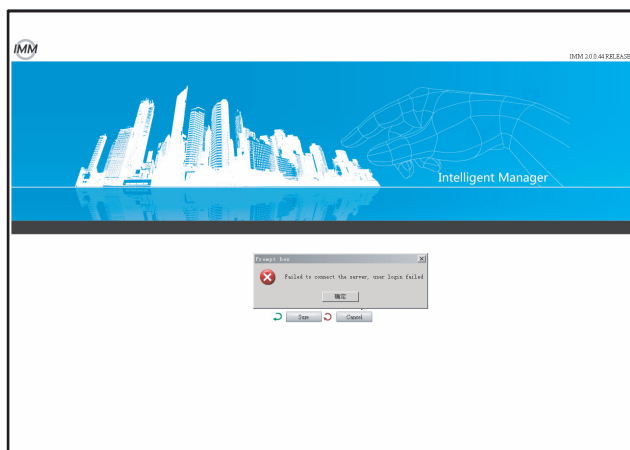 IMM
IMM 2.0.0.44 RELEASE
Intelligent Manager
Prompt box
Failed to connect the server, user login failed
确定
Save
Cancel